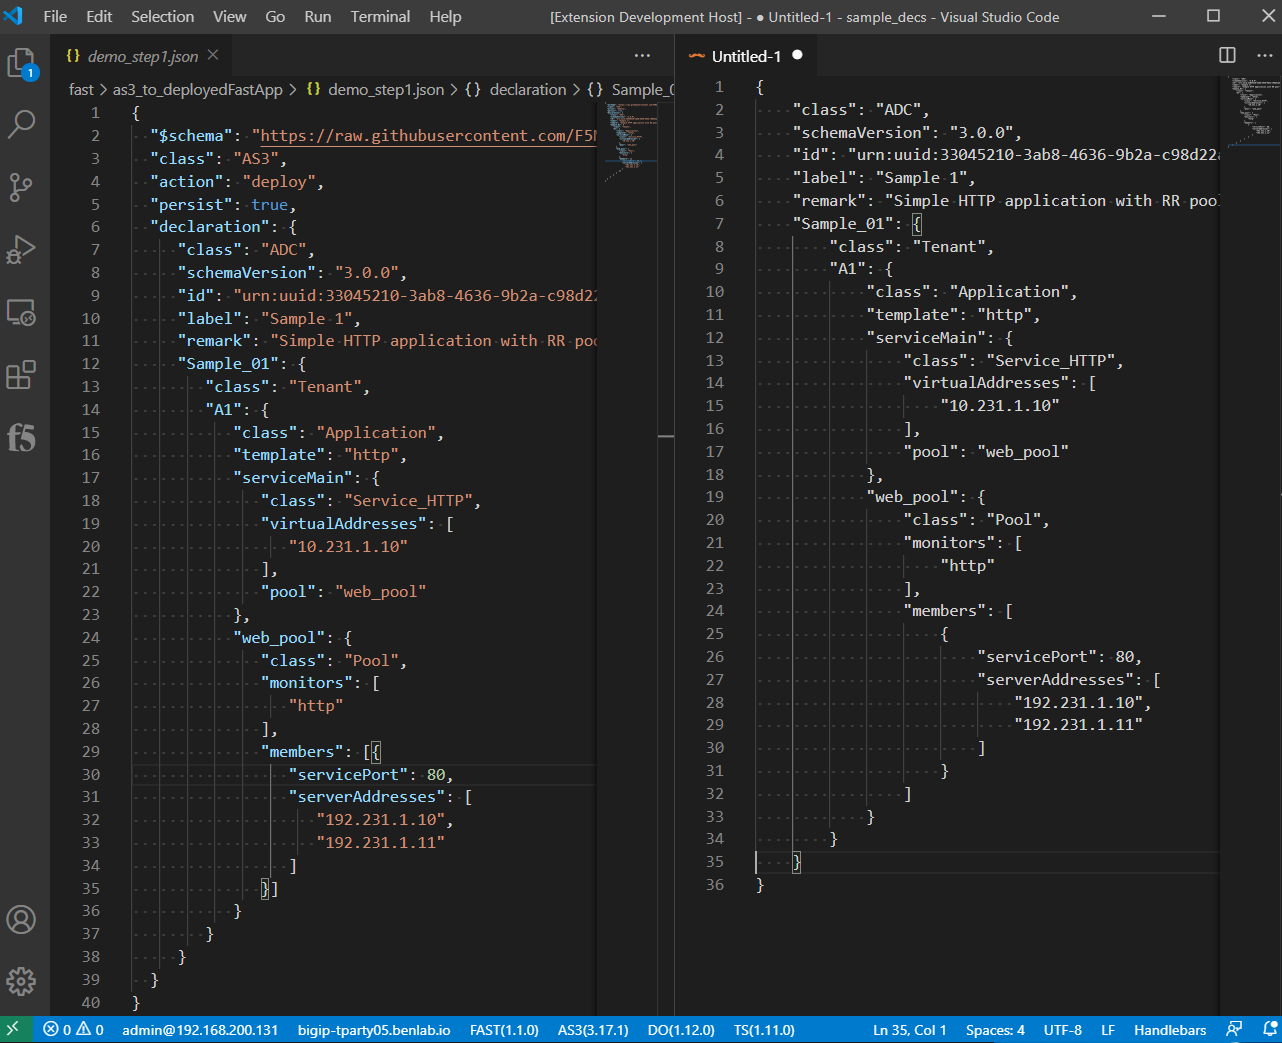 File Edit Selection View Go Run Terminal Help [Extension Development Host] - ● Untitled-1 - sample_decs - Visual Studio Code
{} demo_step1.json
fast > as3_to_deployedFastApp > {} demo_step1.json > {} declaration > {} Sample_0
1 {
2 "$schema": "https://raw.githubusercontent.com/F5N
3 "class": "AS3",
4 "action": "deploy",
5 "persist": true,
6 "declaration": {
7 "class": "ADC",
8 "schemaVersion": "3.0.0",
9 "id": "urn:uuid:33045210-3ab8-4636-9b2a-c98d22
10 "label": "Sample 1",
11 "remark": "Simple HTTP application with RR poo
12 "Sample_01": {
13 "class": "Tenant",
14 "A1": {
15 "class": "Application",
16 "template": "http",
17 "serviceMain": {
18 "class": "Service_HTTP",
19 "virtualAddresses": [
20 "10.231.1.10"
21 ],
22 "pool": "web_pool"
23 },
24 "web_pool": {
25 "class": "Pool",
26 "monitors": [
27 "http"
28 ],
29 "members": [{
30 "servicePort": 80,
31 "serverAddresses": [
32 "192.231.1.10",
33 "192.231.1.11"
34 ]
35 }]
36 }
37 }
38 }
39 }
40 }
Untitled-1
1 {
2 "class": "ADC",
3 "schemaVersion": "3.0.0",
4 "id": "urn:uuid:33045210-3ab8-4636-9b2a-c98d22a
5 "label": "Sample 1",
6 "remark": "Simple HTTP application with RR pool
7 "Sample_01": {
8 "class": "Tenant",
9 "A1": {
10 "class": "Application",
11 "template": "http",
12 "serviceMain": {
13 "class": "Service_HTTP",
14 "virtualAddresses": [
15 "10.231.1.10"
16 ],
17 "pool": "web_pool"
18 },
19 "web_pool": {
20 "class": "Pool",
21 "monitors": [
22 "http"
23 ],
24 "members": [
25 {
26 "servicePort": 80,
27 "serverAddresses": [
28 "192.231.1.10",
29 "192.231.1.11"
30 ]
31 }
32 ]
33 }
34 }
35 }
36 }
1
f5
0 0 admin@192.168.200.131 bigip-tparty05.benlab.io FAST(1.1.0) AS3(3.17.1) DO(1.12.0) TS(1.11.0) Ln 35, Col 1 Spaces: 4 UTF-8 LF Handlebars